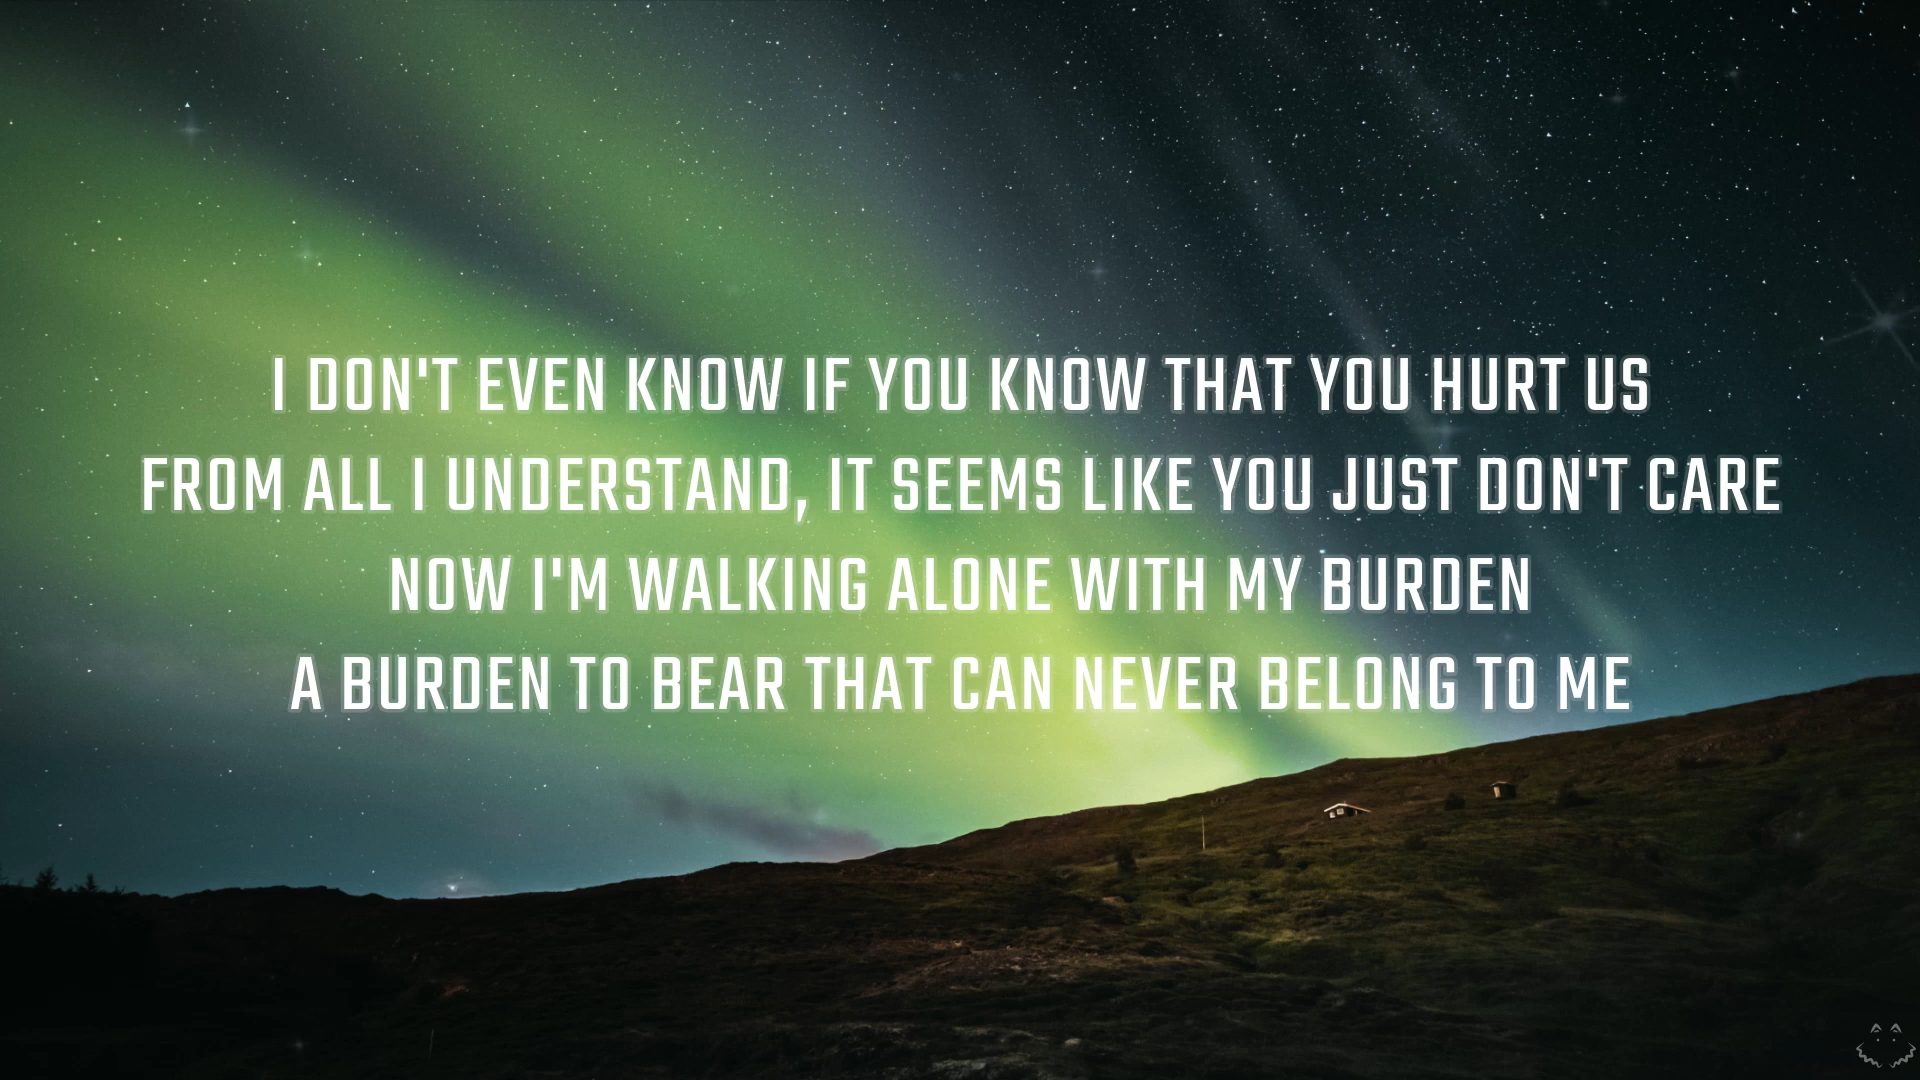 I DON'T EVEN KNOW IF YOU KNOW THAT YOU HURT US
FROM ALL I UNDERSTAND, IT SEEMS LIKE YOU JUST DON'T CARE
NOW I'M WALKING ALONE WITH MY BURDEN
A BURDEN TO BEAR THAT CAN NEVER BELONG TO ME